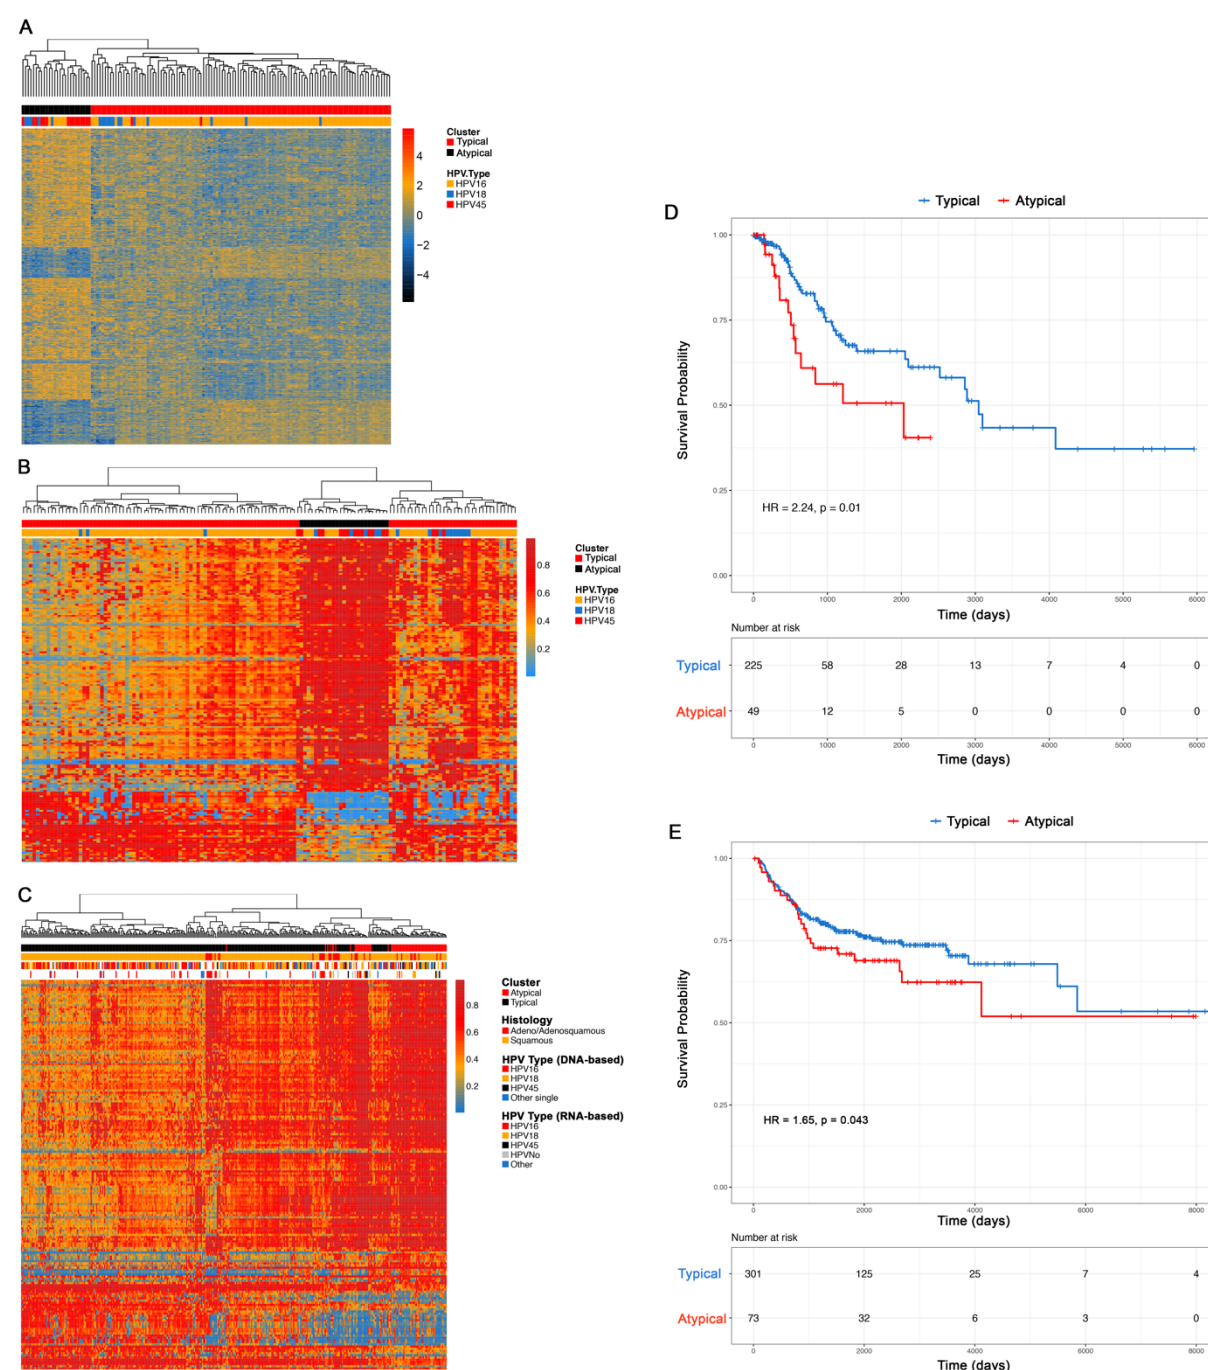 A
Cluster
Typical
Atypical
HPV.Type
HPV16
HPV18
HPV45
4
2
0
−2
−4
B
Cluster
Typical
Atypical
HPV.Type
HPV16
HPV18
HPV45
0.8
0.6
0.4
0.2
C
Cluster
Atypical
Typical
Histology
Adeno/Adenosquamous
Squamous
HPV Type (DNA-based)
HPV16
HPV18
HPV45
Other single
HPV Type (RNA-based)
HPV16
HPV18
HPV45
HPVNo
Other
0.8
0.6
0.4
0.2
D
Typical Atypical
Survival Probability
1.00
0.75
0.50
0.25
0.00
HR = 2.24, p = 0.01
0 1000 2000 3000 4000 5000 6000
Time (days)
Number at risk
Typical 225 58 28 13 7 4 0
Atypical 49 12 5 0 0 0 0
0 1000 2000 3000 4000 5000 6000
Time (days)
E
Typical Atypical
Survival Probability
1.00
0.75
0.50
0.25
0.00
HR = 1.65, p = 0.043
0 2000 4000 6000 8000
Time (days)
Number at risk
Typical 301 125 25 7 4
Atypical 73 32 6 3 0
0 2000 4000 6000 8000
Time (days)